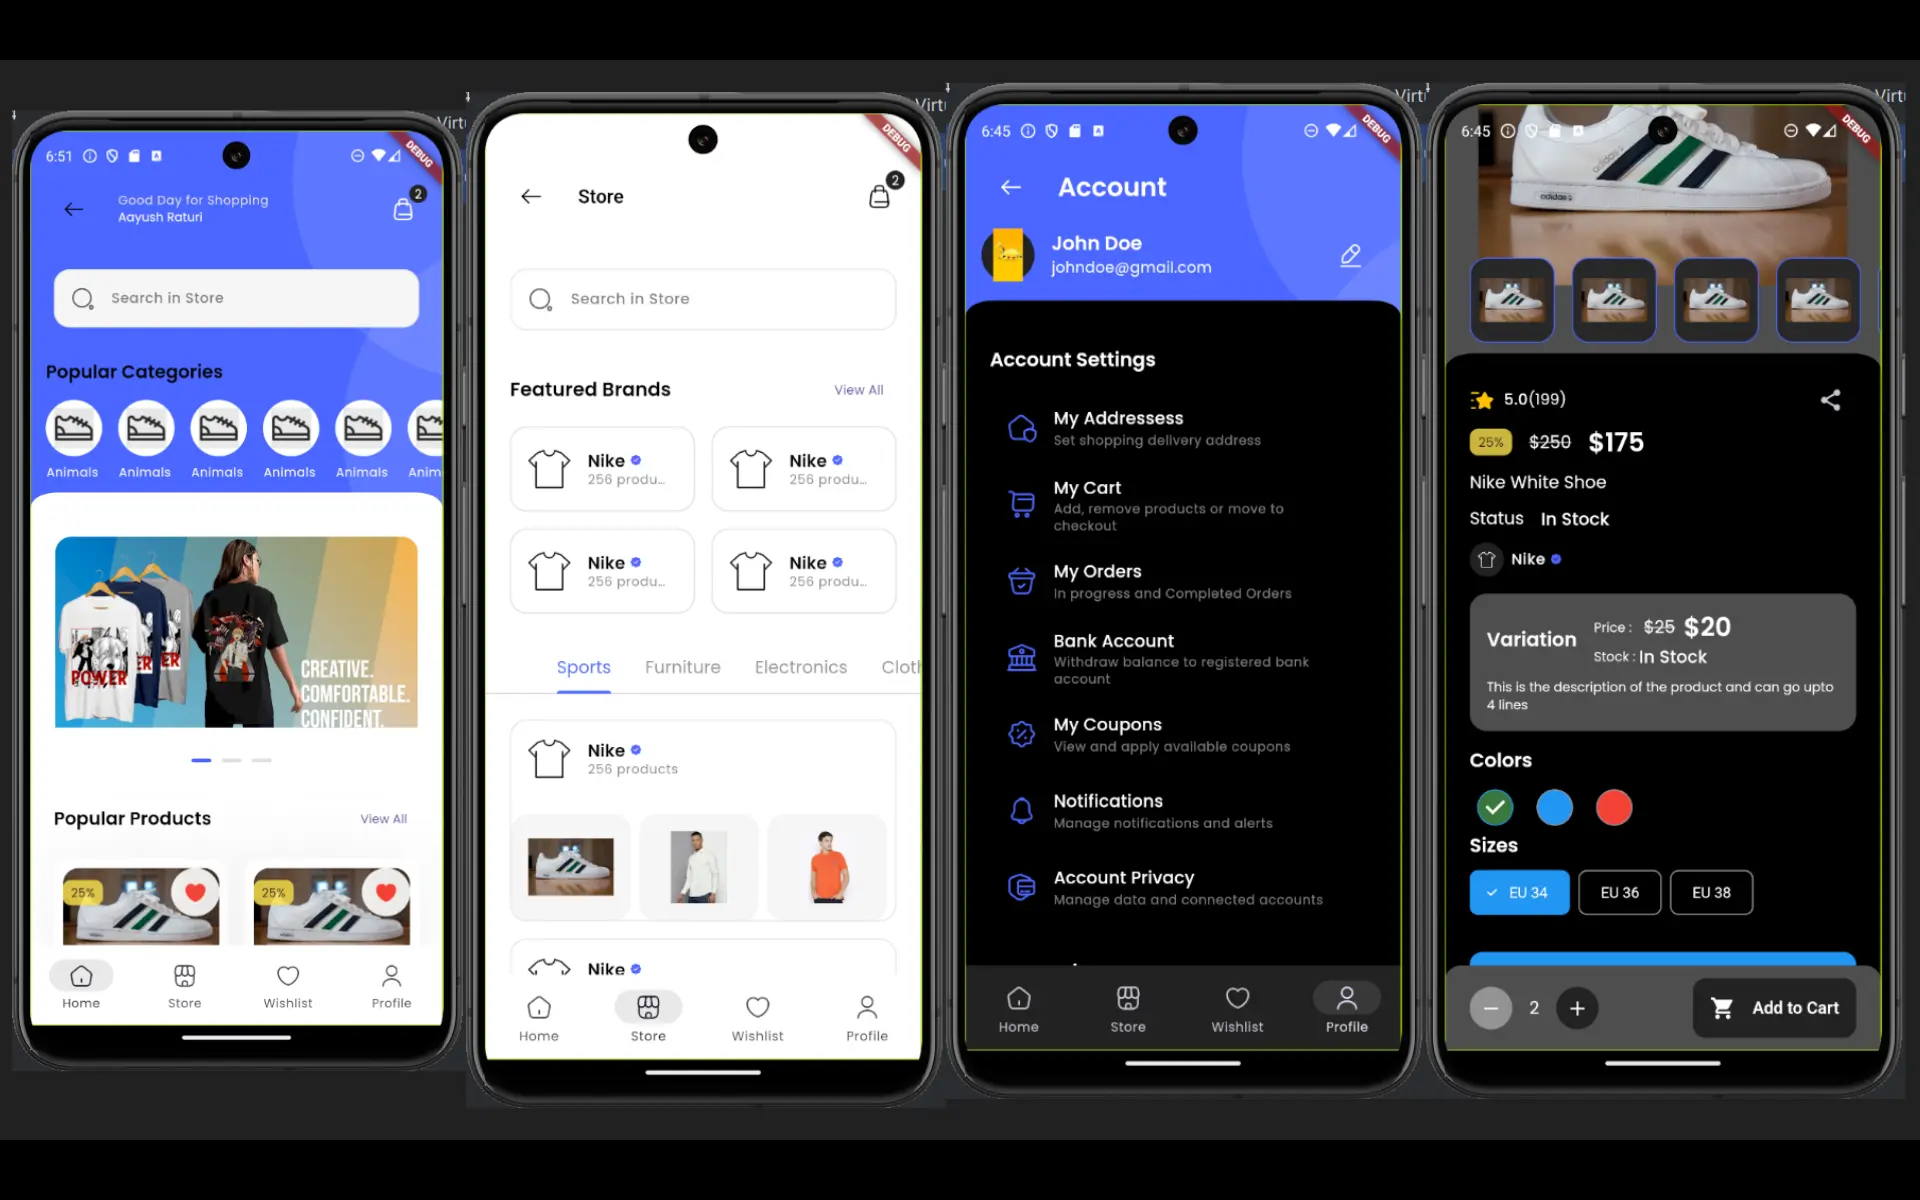 Virtu
6:51
DEBUG
Good Day for Shopping
Aayush Raturi
2
Search in Store
Popular Categories
Animals
Animals
Animals
Animals
Animals
Anim
POWER
ER
ER
CREATIVE.
COMFORTABLE.
CONFIDENT.
Popular Products
View All
25%
25%
Home
Store
Wishlist
Profile
Virtu
DEBUG
Store
2
Search in Store
Featured Brands
View All
Nike
256 produ...
Nike
256 produ...
Nike
256 produ...
Nike
256 produ...
Sports
Furniture
Electronics
Cloth
Nike
256 products
Nike
Home
Store
Wishlist
Profile
Virtu
6:45
DEBUG
Account
John Doe
johndoe@gmail.com
Account Settings
My Addressess
Set shopping delivery address
My Cart
Add, remove products or move to
checkout
My Orders
In progress and Completed Orders
Bank Account
Withdraw balance to registered bank
account
My Coupons
View and apply available coupons
Notifications
Manage notifications and alerts
Account Privacy
Manage data and connected accounts
Home
Store
Wishlist
Profile
Virtu
6:45
DEBUG
adidas
adidas
5.0(199)
25%
$250
$175
Nike White Shoe
Status In Stock
Nike
Variation
Price : $25 $20
Stock : In Stock
This is the description of the product and can go upto
4 lines
Colors
Sizes
EU 34
EU 36
EU 38
2
Add to Cart